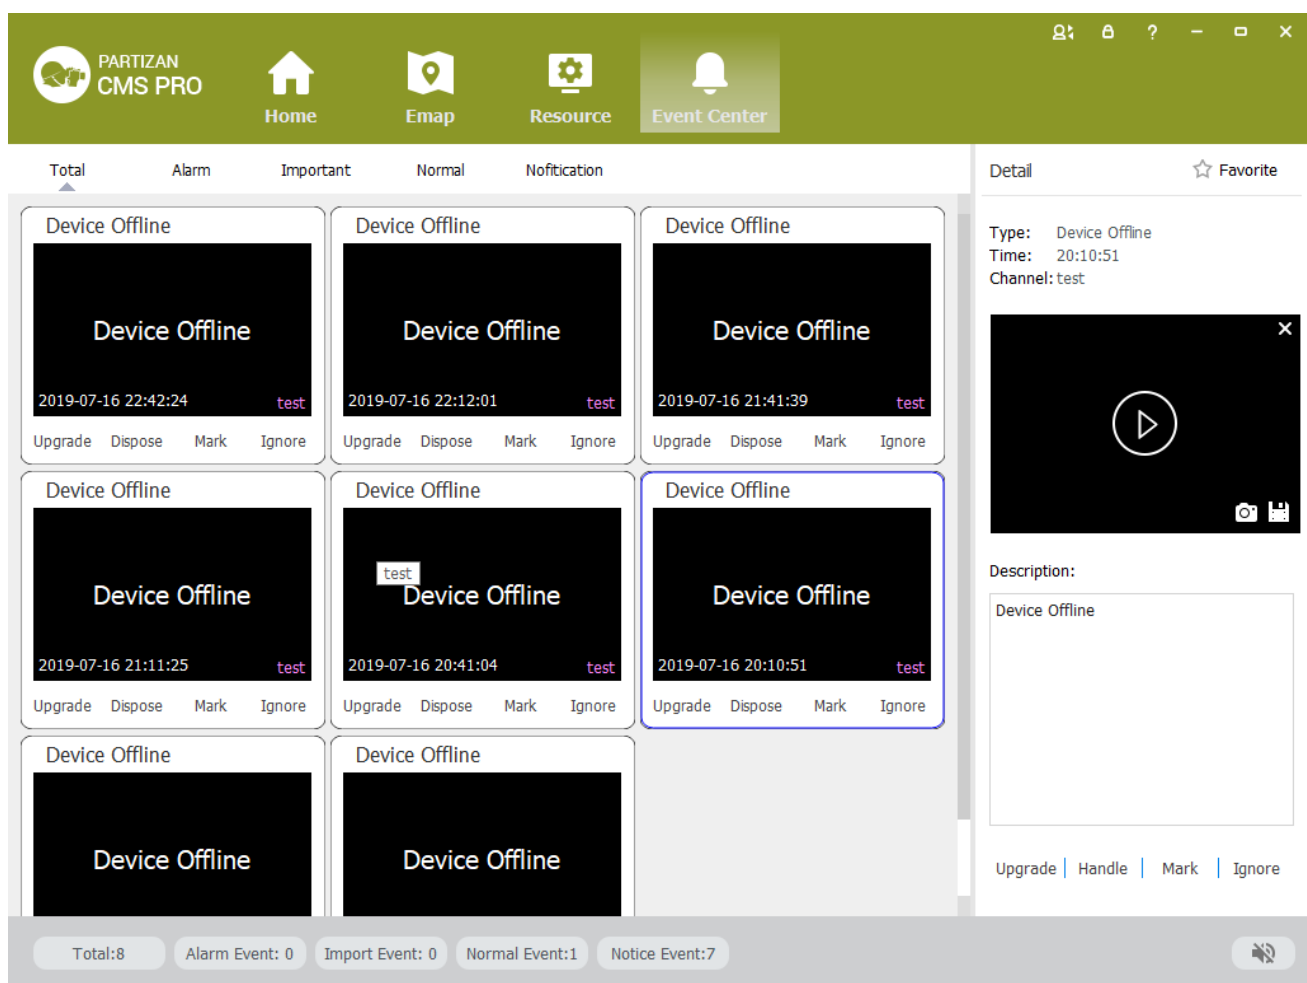 PARTIZAN
CMS PRO
Home
Emap
Resource
Event Center
?
Total
Alarm
Important
Normal
Nofitication
Detail
Favorite
Device Offline
Device Offline
2019-07-16 22:42:24
test
Upgrade Dispose Mark Ignore
Device Offline
Device Offline
2019-07-16 22:12:01
test
Upgrade Dispose Mark Ignore
Device Offline
Device Offline
2019-07-16 21:41:39
test
Upgrade Dispose Mark Ignore
Device Offline
Device Offline
2019-07-16 21:11:25
test
Upgrade Dispose Mark Ignore
Device Offline
test
Device Offline
2019-07-16 20:41:04
test
Upgrade Dispose Mark Ignore
Device Offline
Device Offline
2019-07-16 20:10:51
test
Upgrade Dispose Mark Ignore
Device Offline
Device Offline
Device Offline
Device Offline
Type: Device Offline
Time: 20:10:51
Channel: test
Description:
Device Offline
Upgrade Handle Mark Ignore
Total:8
Alarm Event: 0
Import Event: 0
Normal Event:1
Notice Event:7